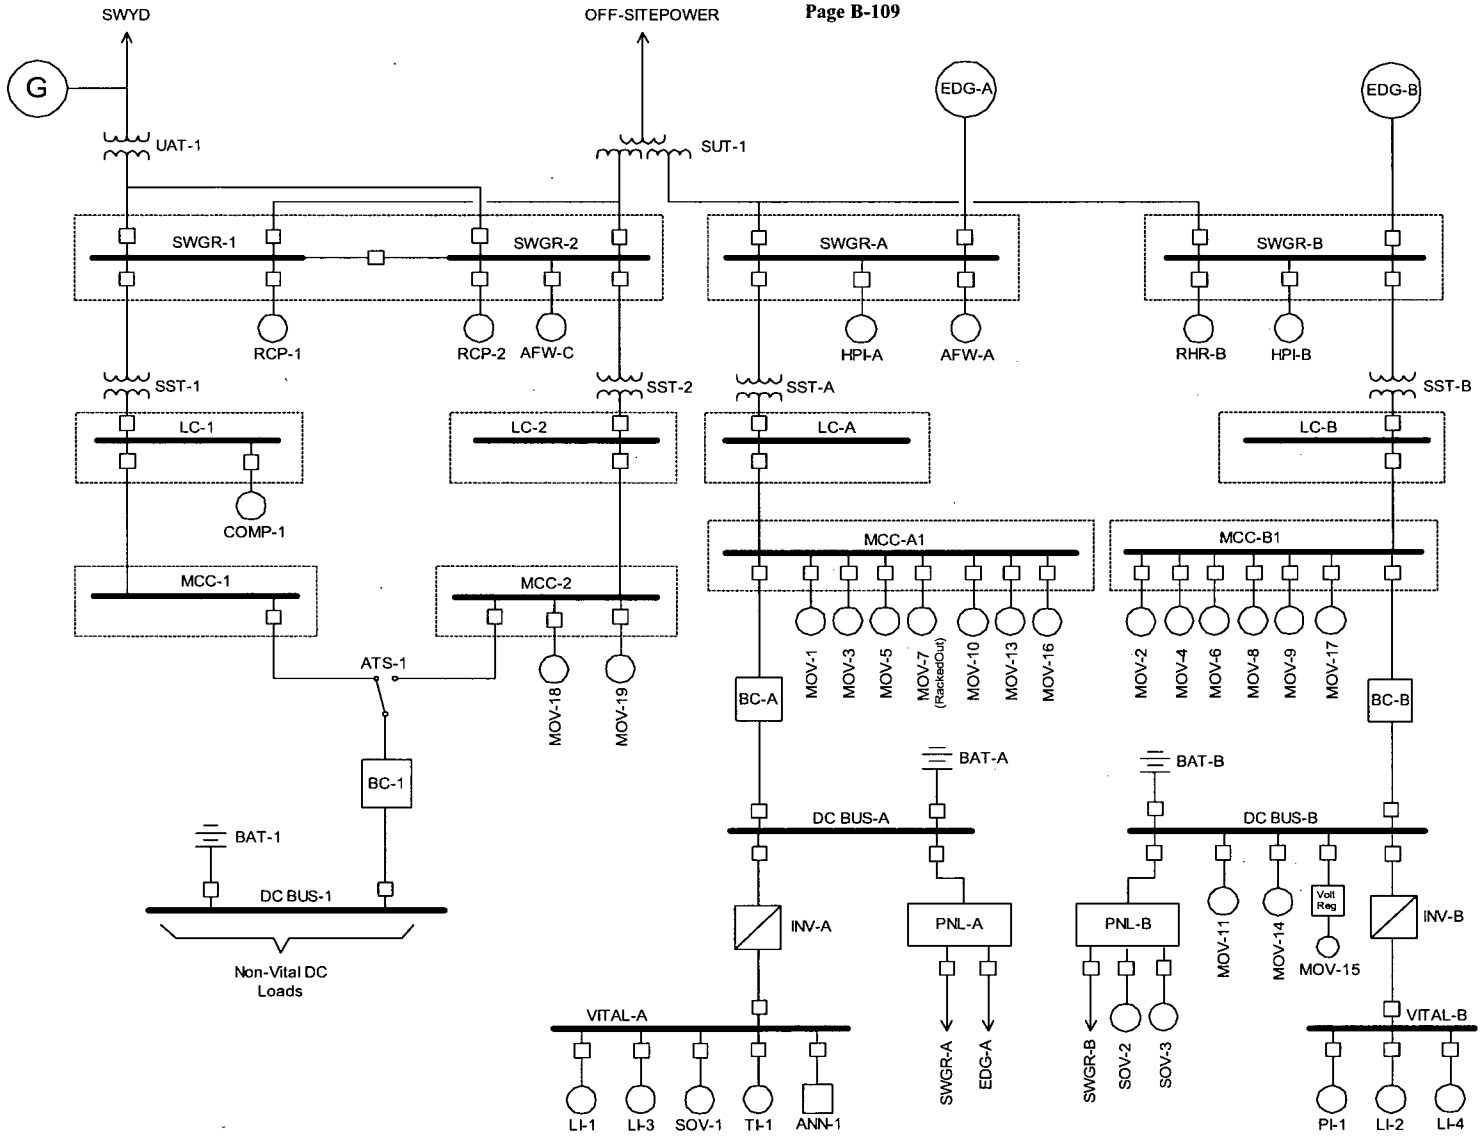 SWYD
OFF-SITEPOWER
Page B-109
G
EDG-A
EDG-B
UAT-1
SUT-1
SWGR-1
SWGR-2
SWGR-A
SWGR-B
RCP-1
RCP-2
AFW-C
HPI-A
AFW-A
RHR-B
HPI-B
SST-1
SST-2
SST-A
SST-B
LC-1
LC-2
LC-A
LC-B
COMP-1
MCC-A1
MCC-B1
MCC-1
MCC-2
ATS-1
MOV-18
MOV-19
MOV-1
MOV-3
MOV-5
MOV-7
(RackedOut)
MOV-10
MOV-13
MOV-16
MOV-2
MOV-4
MOV-6
MOV-8
MOV-9
MOV-17
BC-A
BC-B
BC-1
BAT-A
BAT-B
BAT-1
DC BUS-A
DC BUS-B
DC BUS-1
Non-Vital DC
Loads
INV-A
PNL-A
PNL-B
MOV-11
MOV-14
Volt
Reg
MOV-15
INV-B
VITAL-A
VITAL-B
SWGR-A
EDG-A
SWGR-B
SOV-2
SOV-3
LI-1
LI-3
SOV-1
TI-1
ANN-1
PI-1
LI-2
LI-4